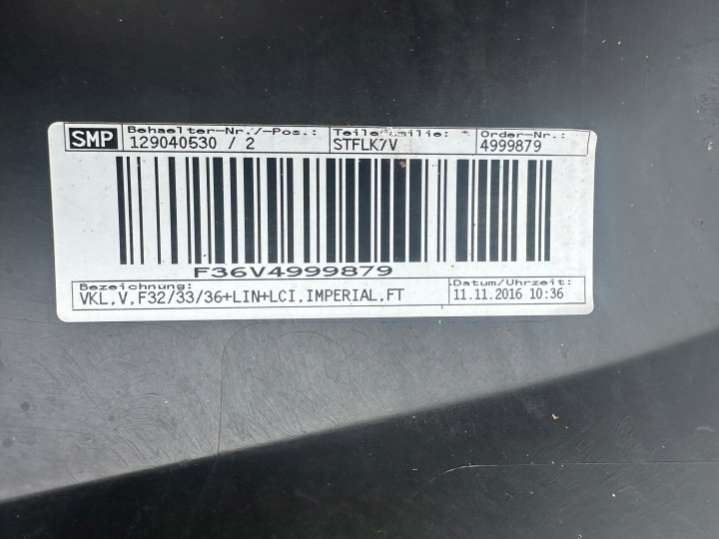 SMP
Behaelter-Nr./-Pos.:
129040530 / 2
Teilefamilie:
STFLK7V
Order-Nr.:
4999879
F36V4999879
Bezeichnung:
VKL,V,F32/33/36+LIN+LCI,IMPERIAL,FT
Datum/Uhrzeit:
11.11.2016 10:36